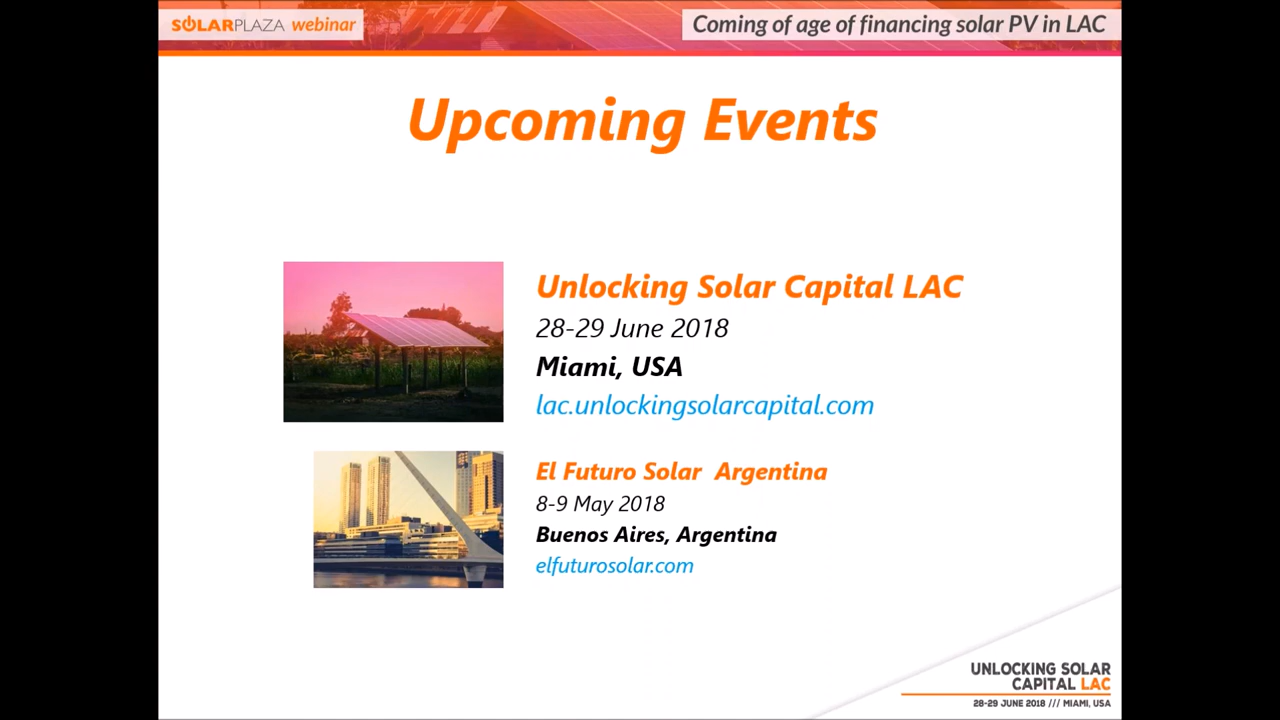 SOLARPLAZA webinar
Coming of age of financing solar PV in LAC
Upcoming Events
Unlocking Solar Capital LAC
28-29 June 2018
Miami, USA
lac.unlockingsolarcapital.com
El Futuro Solar Argentina
8-9 May 2018
Buenos Aires, Argentina
elfuturosolar.com
UNLOCKING SOLAR
CAPITAL LAC
28-29 JUNE 2018 /// MIAMI, USA